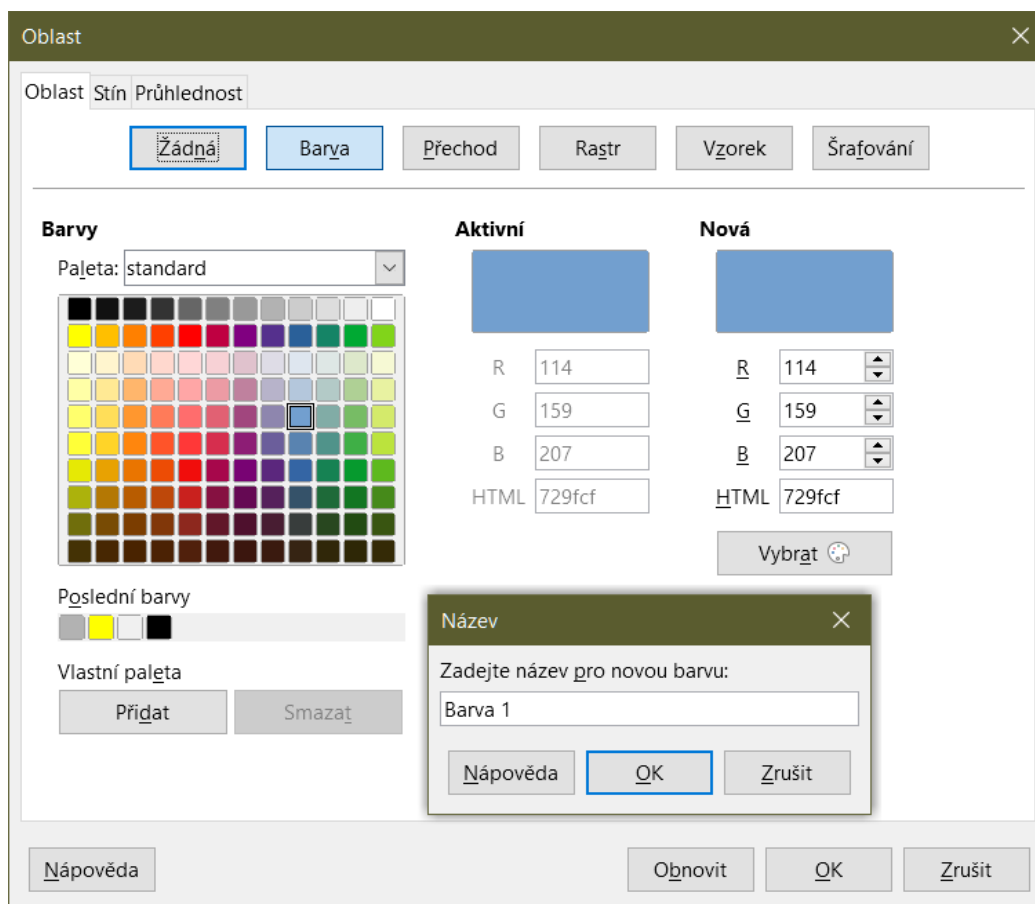 Oblast
Oblast Stín Průhlednost
Žádná Barva Přechod Rastr Vzorek Šrafování
Barvy Aktivní Nová
Paleta: standard
R 114 R 114
G 159 G 159
B 207 B 207
HTML 729fcf HTML 729fcf
Vybrat
Poslední barvy
Vlastní paleta
Přidat Smazat
Název
Zadejte název pro novou barvu:
Barva 1
Nápověda OK Zrušit
Nápověda Obnovit OK Zrušit